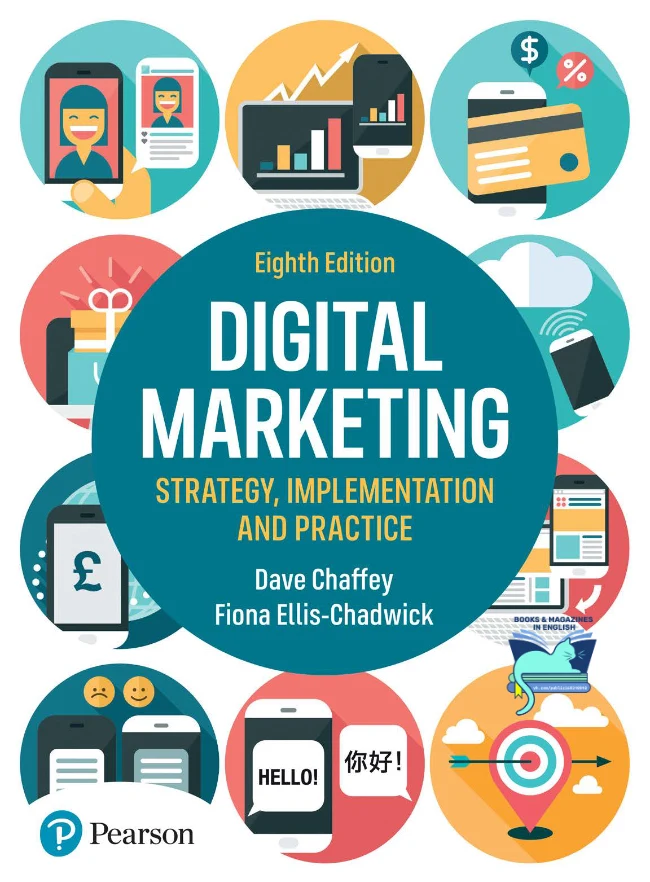 $
%
Eighth Edition
DIGITAL
MARKETING
STRATEGY, IMPLEMENTATION
AND PRACTICE
Dave Chaffey
Fiona Ellis-Chadwick
£
BOOKS & MAGAZINES
IN ENGLISH
HELLO!
你好!
Pearson